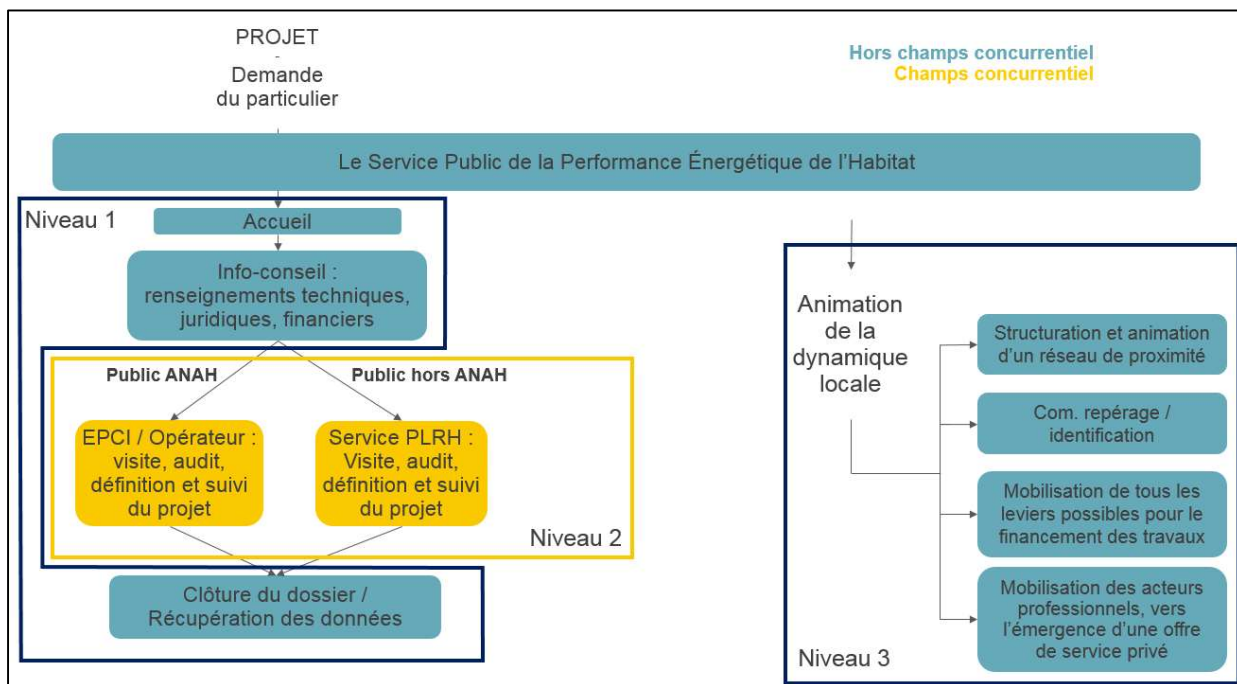 PROJET
-
Demande
du particulier
Hors champs concurrentiel
Champs concurrentiel
Le Service Public de la Performance Énergétique de l'Habitat
Niveau 1
Accueil
Info-conseil :
renseignements techniques,
juridiques, financiers
Public ANAH
Public hors ANAH
EPCI / Opérateur :
visite, audit,
définition et suivi
du projet
Service PLRH :
Visite, audit,
définition et suivi
du projet
Niveau 2
Clôture du dossier /
Récupération des données
Animation
de la
dynamique
locale
Structuration et animation
d'un réseau de proximité
Com. repérage /
identification
Mobilisation de tous les
leviers possibles pour le
financement des travaux
Mobilisation des acteurs
professionnels, vers
l'émergence d'une offre
de service privé
Niveau 3